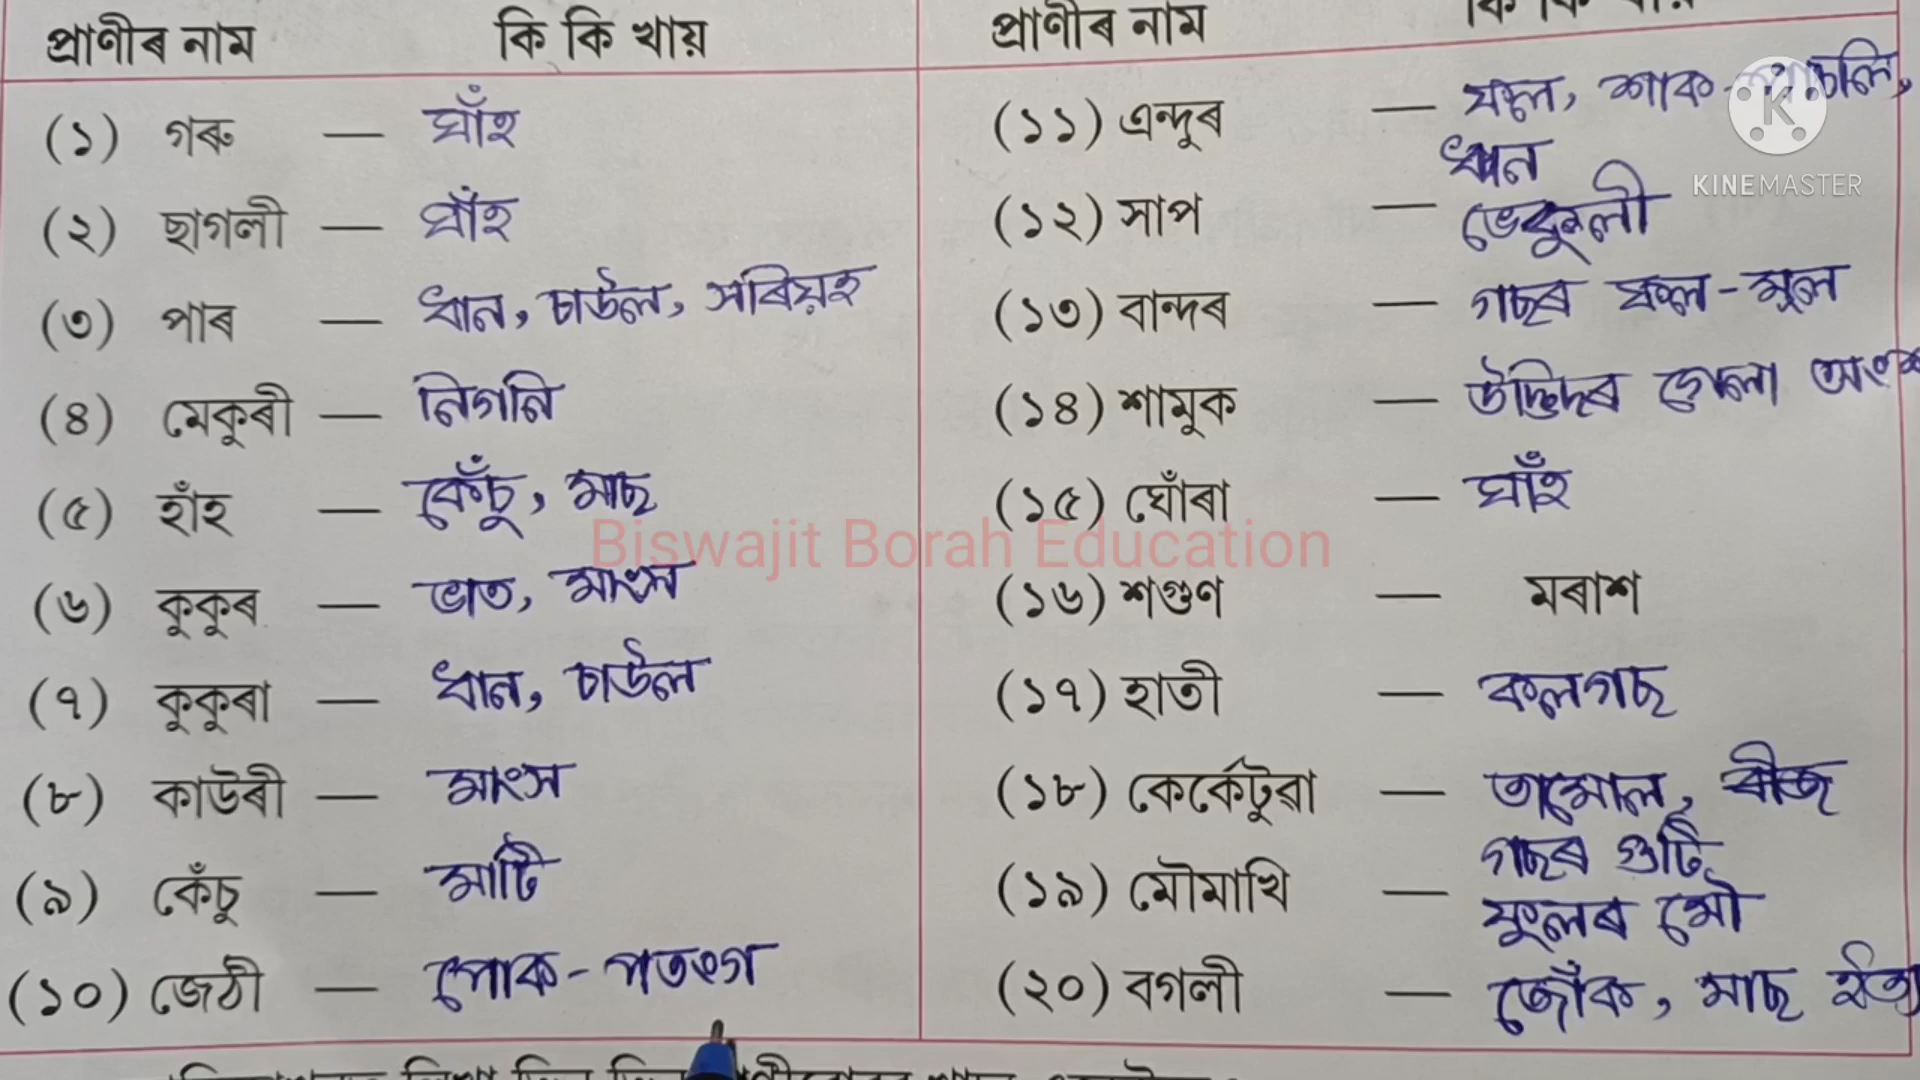 প্ৰাণীৰ নাম কি কি খায়
(১) গৰু — ঘাঁহ
(২) ছাগলী — ঘাঁহ
(৩) পাৰ — ধান, চাউল, সৰিয়হ
(৪) মেকুৰী — নিগনি
(৫) হাঁহ — কেঁচু, মাছ
(৬) কুকুৰ — ভাত, মাংস
(৭) কুকুৰা — ধান, চাউল
(৮) কাউৰী — মাংস
(৯) কেঁচু — মাটি
(১০) জেঠী — পোক-পতংগ
প্ৰাণীৰ নাম কি কি খায়
(১১) এন্দুৰ — ফল, শাক-পাচলি,
ধান
(১২) সাপ — ভেকুলী
(১৩) বান্দৰ — গছৰ ফল-মূল
(১৪) শামুক — উদ্ভিদৰ গেলা
(১৫) ঘোঁৰা — ঘাঁহ
(১৬) শগুণ — মৰাশ
(১৭) হাতী — কলগছ
(১৮) কেৰ্কেটুৱা — তামোল, বীজ
গছৰ গুটি
(১৯) মৌমাখি — ফুলৰ মৌ
(২০) বগলী — জোঁক, মাছ
KINEMASTER
Biswajit Borah Education